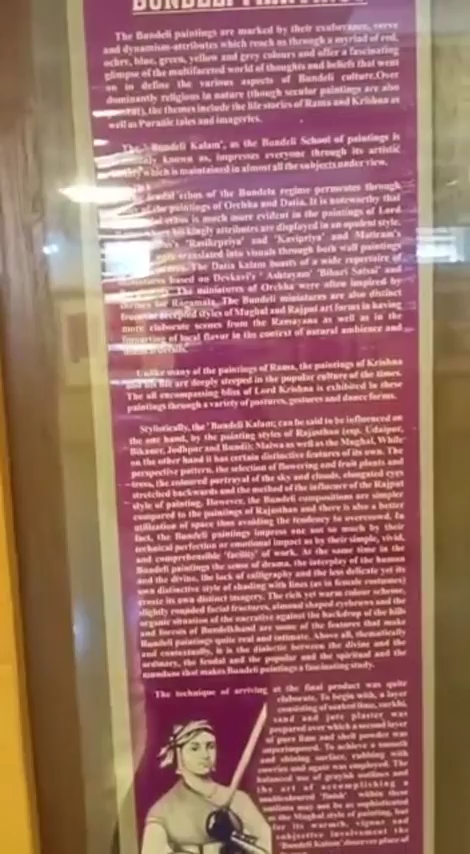 BUNDELI PAINTINGS
The Bundeli paintings are marked by their exuberance, verve
and dynamism-attributes which reach us through a myriad of red,
ochre, blue, green, yellow and grey colours and offer a fascinating
glimpse of the multifaceted world of thoughts and beliefs that went
on to define the various aspects of Bundeli culture.Over
dominantly religious in nature (though secular paintings are also
the themes include the life stories of Rama and Krishna as
well as Puranic tales and imageries.
The 'Bundeli Kalam', as the Bundeli School of paintings is
known as, impresses everyone through its artistic
which is maintained in almost all the subjects under view.
ethos of the Bundela regime permeates through
paintings of Orchha and Datia. It is noteworthy that
ethos is much more evident in the paintings of Lord
kingly attributes are displayed in an opulent style.
'Rasikpriya' and 'Kavipriya' and Matiram's
translated into visuals through both wall paintings
The Datia kalam boasts of a wide repertoire of
based on Devkavi's 'Ashtayam' 'Bihari Satsai' and
The miniatures of Orchha were often inspired by
for Ragamala. The Bundeli miniatures are also distinct
from the accepted styles of Mughal and Rajput art forms in having
more elaborate scenes from the Ramayana as well as in the
imparting of local flavor in the context of natural ambience and
Unlike many of the paintings of Rama, the paintings of Krishna
and his life are deeply steeped in the popular culture of the times.
The all encompassing bliss of Lord Krishna is exhibited in these
paintings through a variety of postures, gestures and dance forms.
Stylistically, the 'Bundeli Kalam; can be said to be influenced on
the one hand, by the painting styles of Rajasthan (esp. Udaipur,
Bikaner, Jodhpur and Bundi); Malwa as well as the Mughal. While
on the other hand it has certain distinctive features of its own. The
perspective pattern, the selection of flowering and fruit plants and
trees, the coloured portrayal of the sky and clouds, elongated eyes
stretched backwards and the method of the influence of the Rajput
style of painting. However, the Bundeli compositions are simpler
compared to the paintings of Rajasthan and there is also a better
utilization of space thus avoiding the tendency to overcrowd. In
fact, the Bundeli paintings impress one not so much by their
technical perfection or emotional impact as by their simple, vivid,
and comprehensible 'facility' of work. At the same time in the
Bundeli paintings the sense of drama, the interplay of the human
and the divine, the lack of calligraphy and the less delicate yet its
own distinctive style of shading with lines (as in female costumes)
create its own distinct imagery. The rich yet warm colour scheme,
slightly rounded facial fractures, almond shaped eyebrows and the
organic situation of the narrative against the backdrop of the hills
and forests of Bundelkhand are some of the features that make
Bundeli paintings quite real and intimate. Above all, thematically
and contextually, it is the dialectic between the divine and the
ordinary, the feudal and the popular and the spiritual and the
mundane that makes Bundeli paintings a fascinating study.
The technique of arriving at the final product was quite
elaborate. To begin with, a layer
consisting of soaked lime, surkhi,
sand and jute plaster was
prepared over which a second layer
of pure lime and shell powder was
superimposed. To achieve a smooth
and shining surface, rubbing with
cowries and agate was employed. The
balanced use of grayish outlines and
the art of accomplishing a
multicoloured 'finish' within these
outlines may not be as sophisticated
as the Mughal style of painting, but
for its warmth, vigour and
subjective involvement the
'Bundeli Kalam' deserves place of